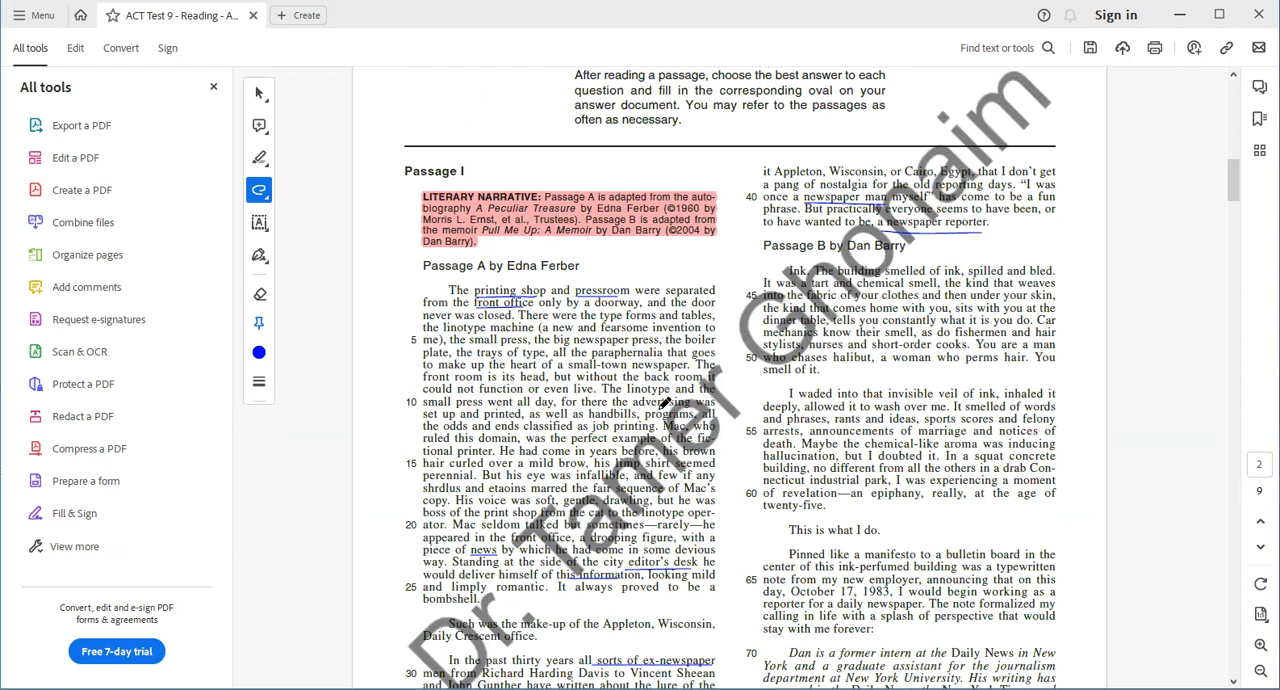 Menu
ACT Test 9 - Reading - A...
Create
Sign in
All tools
Edit
Convert
Sign
Find text or tools
All tools
Export a PDF
Edit a PDF
Create a PDF
Combine files
Organize pages
Add comments
Request e-signatures
Scan & OCR
Protect a PDF
Redact a PDF
Compress a PDF
Prepare a form
Fill & Sign
View more
Convert, edit and e-sign PDF
forms & agreements
Free 7-day trial
After reading a passage, choose the best answer to each
question and fill in the corresponding oval on your
answer document. You may refer to the passages as
often as necessary.
Passage I
LITERARY NARRATIVE: Passage A is adapted from the auto-
biography A Peculiar Treasure by Edna Ferber (©1960 by
Morris L. Ernst, et al., Trustees). Passage B is adapted from
the memoir Pull Me Up: A Memoir by Dan Barry (©2004 by
Dan Barry).
Passage A by Edna Ferber
The printing shop and pressroom were separated
from the front office only by a doorway, and the door
never was closed. There were the type forms and tables,
the linotype machine (a new and fearsome invention to
5 me), the small press, the big newspaper press, the boiler
plate, the trays of type, all the paraphernalia that goes
to make up the heart of a small-town newspaper. The
front room is its head, but without the back room it
could not function or even live. The linotype and the
10 small press went all day, for there the advertising was
set up and printed, as well as handbills, programs, all
the odds and ends classified as job printing. Mac, who
ruled this domain, was the perfect example of the fic-
tional printer. He had come in years before, his brown
15 hair curled over a mild brow, his limp shirt seemed
perennial. But his eye was infallible, and few if any
shrdlus and etaoins marred the fair sequence of Mac's
copy. His voice was soft, gentle, drawling, but he was
boss of the print shop from the cat to the linotype oper-
20 ator. Mac seldom talked but sometimes—rarely—he
appeared in the front office, a drooping figure, with a
piece of news by which he had come in some devious
way. Standing at the side of the city editor's desk he
would deliver himself of this information, looking mild
25 and limply romantic. It always proved to be a
bombshell.
Such was the make-up of the Appleton, Wisconsin,
Daily Crescent office.
In the past thirty years all sorts of ex-newspaper
30 men from Richard Harding Davis to Vincent Sheean
and John Gunther have written about the lure of the
it Appleton, Wisconsin, or Cairo, Egypt, that I don't get
a pang of nostalgia for the old reporting days. “I was
40 once a newspaper man myself” has come to be a fun
phrase. But practically everyone seems to have been, or
to have wanted to be, a newspaper reporter.
Passage B by Dan Barry
Ink. The building smelled of ink, spilled and bled.
It was a tart and chemical smell, the kind that weaves
45 into the fabric of your clothes and then under your skin,
the kind that comes home with you, sits with you at the
dinner table, tells you constantly what it is you do. Car
mechanics know their smell, as do fishermen and hair
stylists, nurses and short-order cooks. You are a man
50 who chases halibut, a woman who perms hair. You
smell of it.
I waded into that invisible veil of ink, inhaled it
deeply, allowed it to wash over me. It smelled of words
and phrases, rants and ideas, sports scores and felony
55 arrests, announcements of marriage and notices of
death. Maybe the chemical-like aroma was inducing
hallucination, but I doubted it. In a squat concrete
building, no different from all the others in a drab Con-
necticut industrial park, I was experiencing a moment
60 of revelation—an epiphany, really, at the age of
twenty-five.
This is what I do.
Pinned like a manifesto to a bulletin board in the
center of this ink-perfumed building was a typewritten
65 note from my new employer, announcing that on this
day, October 17, 1983, I would begin working as a
reporter for a daily newspaper. The note formalized my
calling in life with a splash of perspective that would
stay with me forever:
70 Dan is a former intern at the Daily News in New
York and a graduate assistant for the journalism
department at New York University. His writing has
Dr. Tamer Ghonaim
2
9